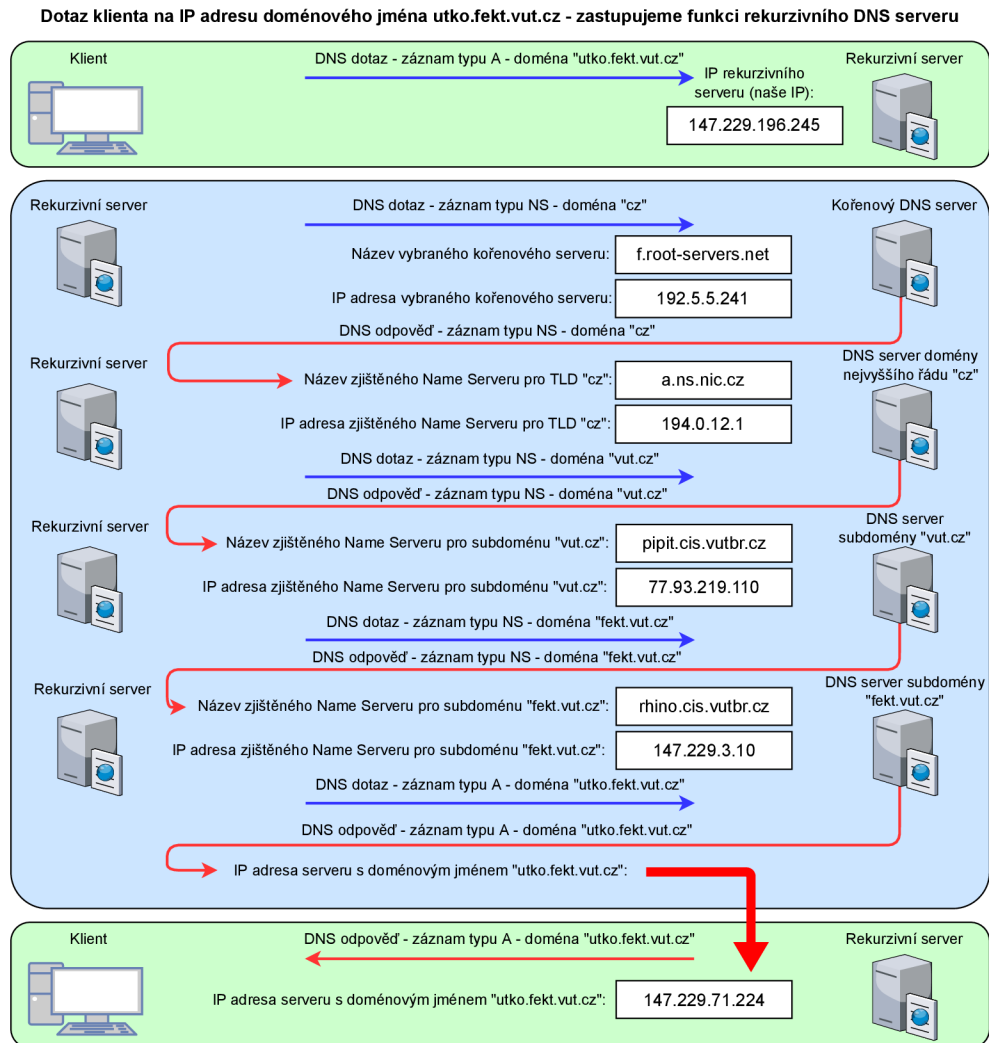 Dotaz klienta na IP adresu doménového jména utko.fekt.vut.cz - zastupujeme funkci rekurzivního DNS serveru
Klient
DNS dotaz - záznam typu A - doména "utko.fekt.vut.cz"
Rekurzivní server
IP rekurzivního
serveru (naše IP):
147.229.196.245
Rekurzivní server
DNS dotaz - záznam typu NS - doména "cz"
Kořenový DNS server
Název vybraného kořenového serveru:
f.root-servers.net
IP adresa vybraného kořenového serveru:
192.5.5.241
DNS odpověď - záznam typu NS - doména "cz"
Rekurzivní server
DNS server domény
nejvyššího řádu "cz"
Název zjištěného Name Serveru pro TLD "cz":
a.ns.nic.cz
IP adresa zjištěného Name Serveru pro TLD "cz":
194.0.12.1
DNS dotaz - záznam typu NS - doména "vut.cz"
DNS odpověď - záznam typu NS - doména "vut.cz"
Rekurzivní server
DNS server
subdomény "vut.cz"
Název zjištěného Name Serveru pro subdoménu "vut.cz":
pipit.cis.vutbr.cz
IP adresa zjištěného Name Serveru pro subdoménu "vut.cz":
77.93.219.110
DNS dotaz - záznam typu NS - doména "fekt.vut.cz"
DNS odpověď - záznam typu NS - doména "fekt.vut.cz"
Rekurzivní server
DNS server subdomény
"fekt.vut.cz"
Název zjištěného Name Serveru pro subdoménu "fekt.vut.cz":
rhino.cis.vutbr.cz
IP adresa zjištěného Name Serveru pro subdoménu "fekt.vut.cz":
147.229.3.10
DNS dotaz - záznam typu A - doména "utko.fekt.vut.cz"
DNS odpověď - záznam typu A - doména "utko.fekt.vut.cz"
IP adresa serveru s doménovým jménem "utko.fekt.vut.cz":
Klient
DNS odpověď - záznam typu A - doména "utko.fekt.vut.cz"
Rekurzivní server
IP adresa serveru s doménovým jménem "utko.fekt.vut.cz":
147.229.71.224